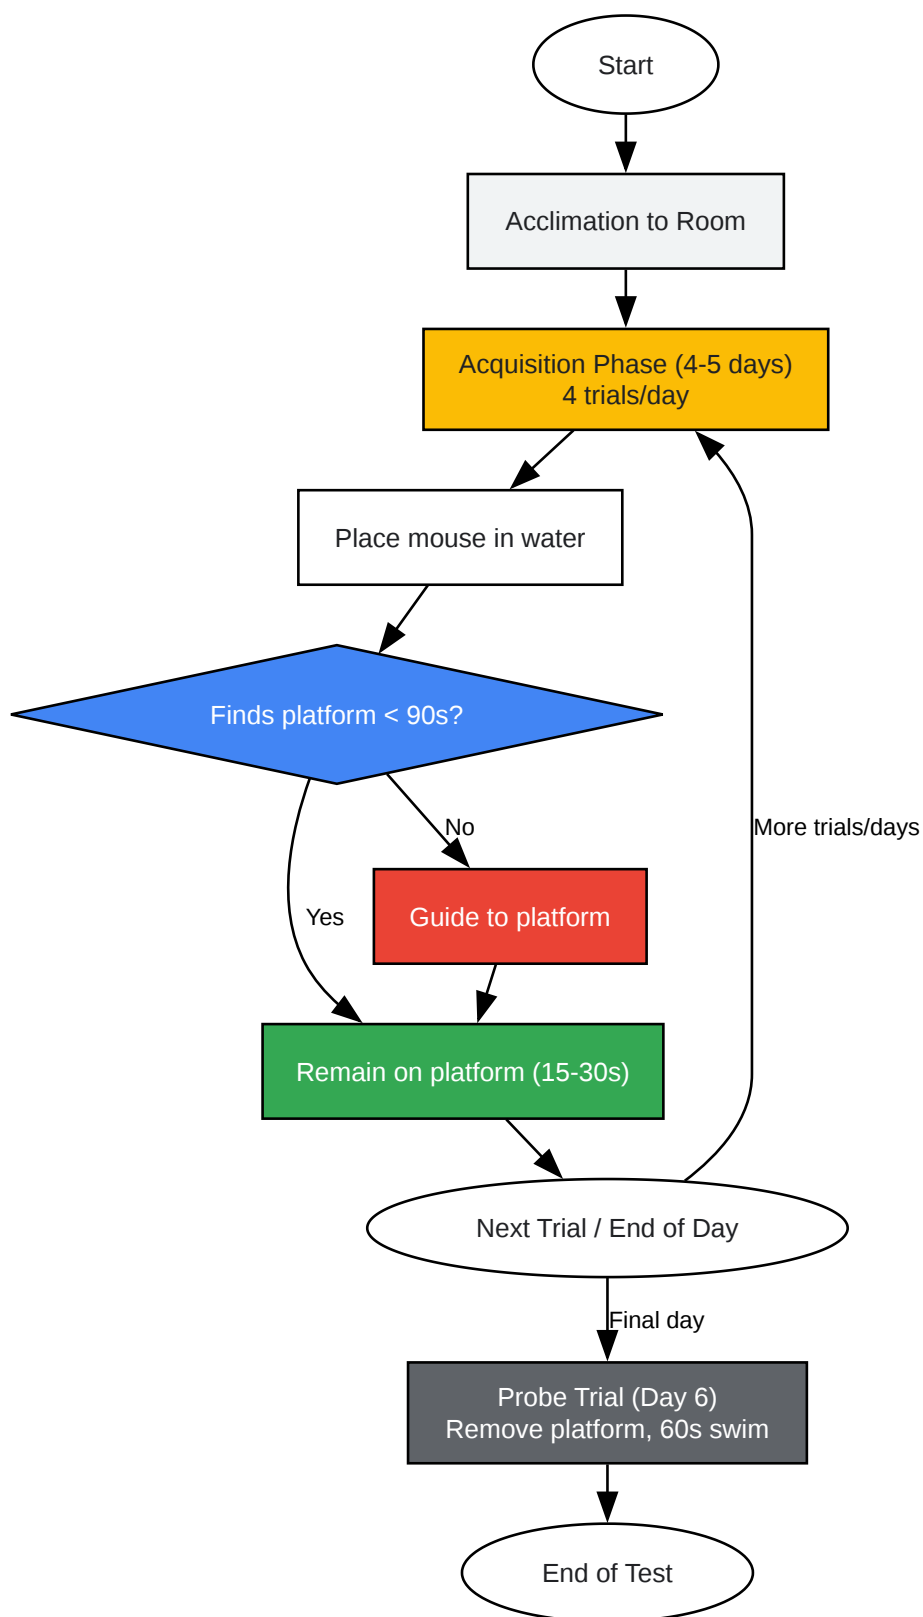 Start
Acclimation to Room
Acquisition Phase (4-5 days)
4 trials/day
Place mouse in water
Finds platform < 90s?
No
More trials/days
Yes
Guide to platform
Remain on platform (15-30s)
Next Trial / End of Day
Final day
Probe Trial (Day 6)
Remove platform, 60s swim
End of Test